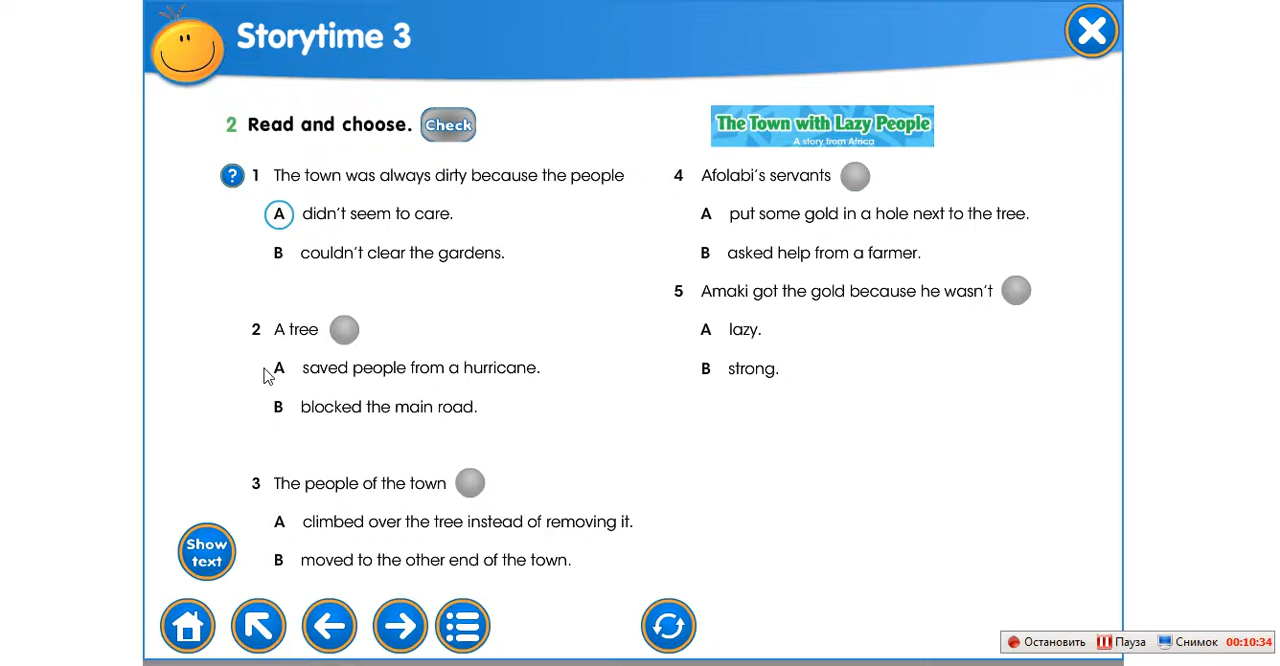 Storytime 3
2 Read and choose. Check
The Town with Lazy People
A story from Africa
? 1 The town was always dirty because the people
A didn't seem to care.
B couldn't clear the gardens.
2 A tree
A saved people from a hurricane.
B blocked the main road.
3 The people of the town
A climbed over the tree instead of removing it.
B moved to the other end of the town.
4 Afolabi's servants
A put some gold in a hole next to the tree.
B asked help from a farmer.
5 Amaki got the gold because he wasn't
A lazy.
B strong.
Show
text
Остановить Пауза Снимок 00:10:34